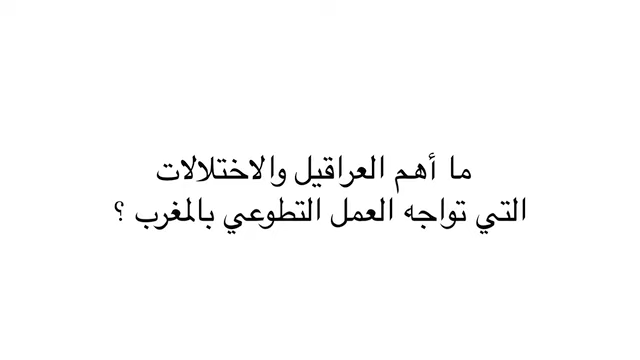 ما أهم العراقيل والاختلالات
التي تواجه العمل التطوعي بالمغرب ؟